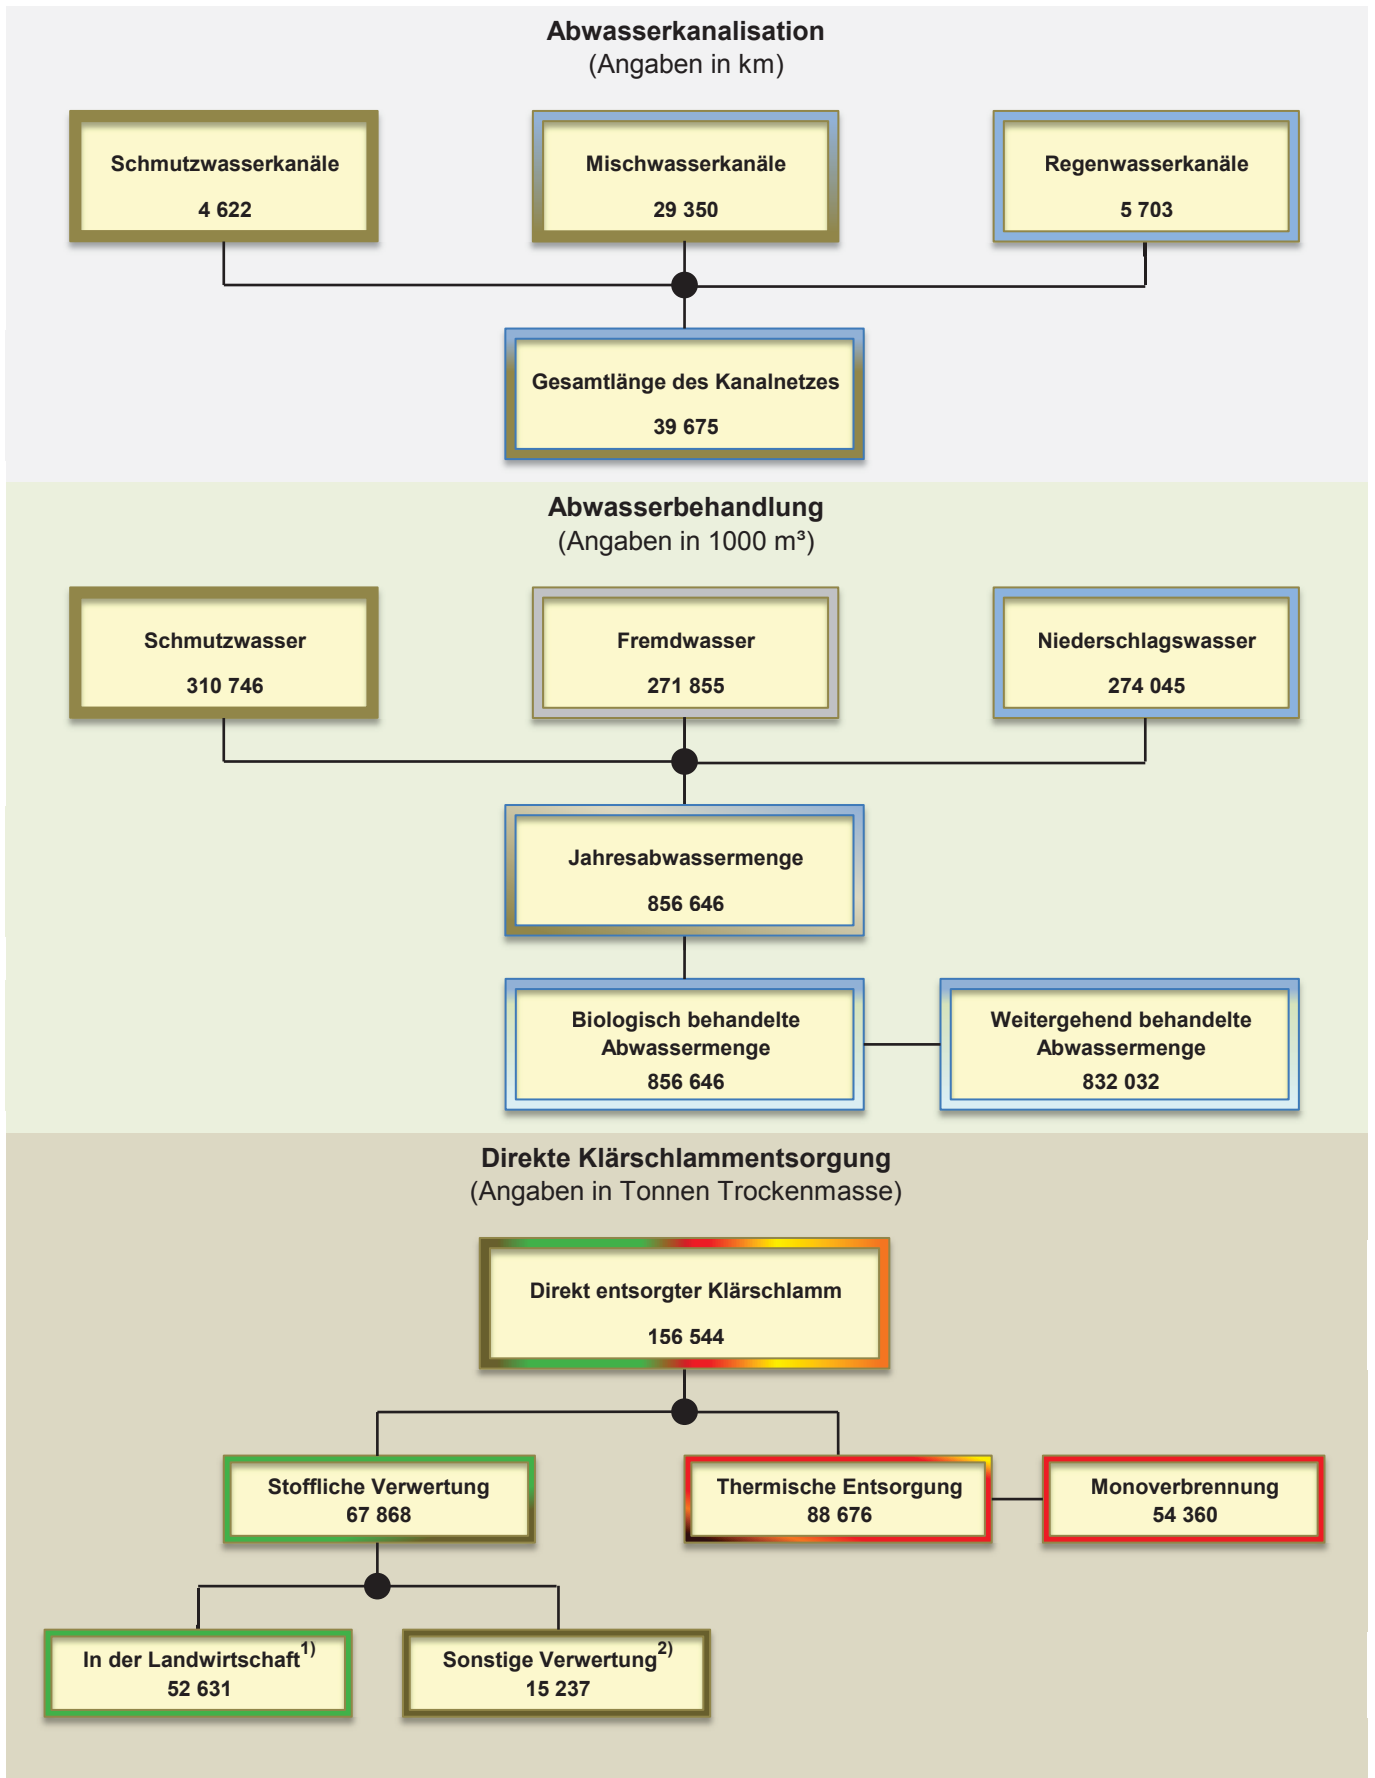 Abwasserkanalisation
(Angaben in km)
Schmutzwasserkanäle
4 622
Mischwasserkanäle
29 350
Regenwasserkanäle
5 703
Gesamtlänge des Kanalnetzes
39 675
Abwasserbehandlung
(Angaben in 1000 m³)
Schmutzwasser
310 746
Fremdwasser
271 855
Niederschlagswasser
274 045
Jahresabwassermenge
856 646
Biologisch behandelte
Abwassermenge
856 646
Weitergehend behandelte
Abwassermenge
832 032
Direkte Klärschlammentsorgung
(Angaben in Tonnen Trockenmasse)
Direkt entsorgter Klärschlamm
156 544
Stoffliche Verwertung
67 868
Thermische Entsorgung
88 676
Monoverbrennung
54 360
In der Landwirtschaft1)
52 631
Sonstige Verwertung2)
15 237